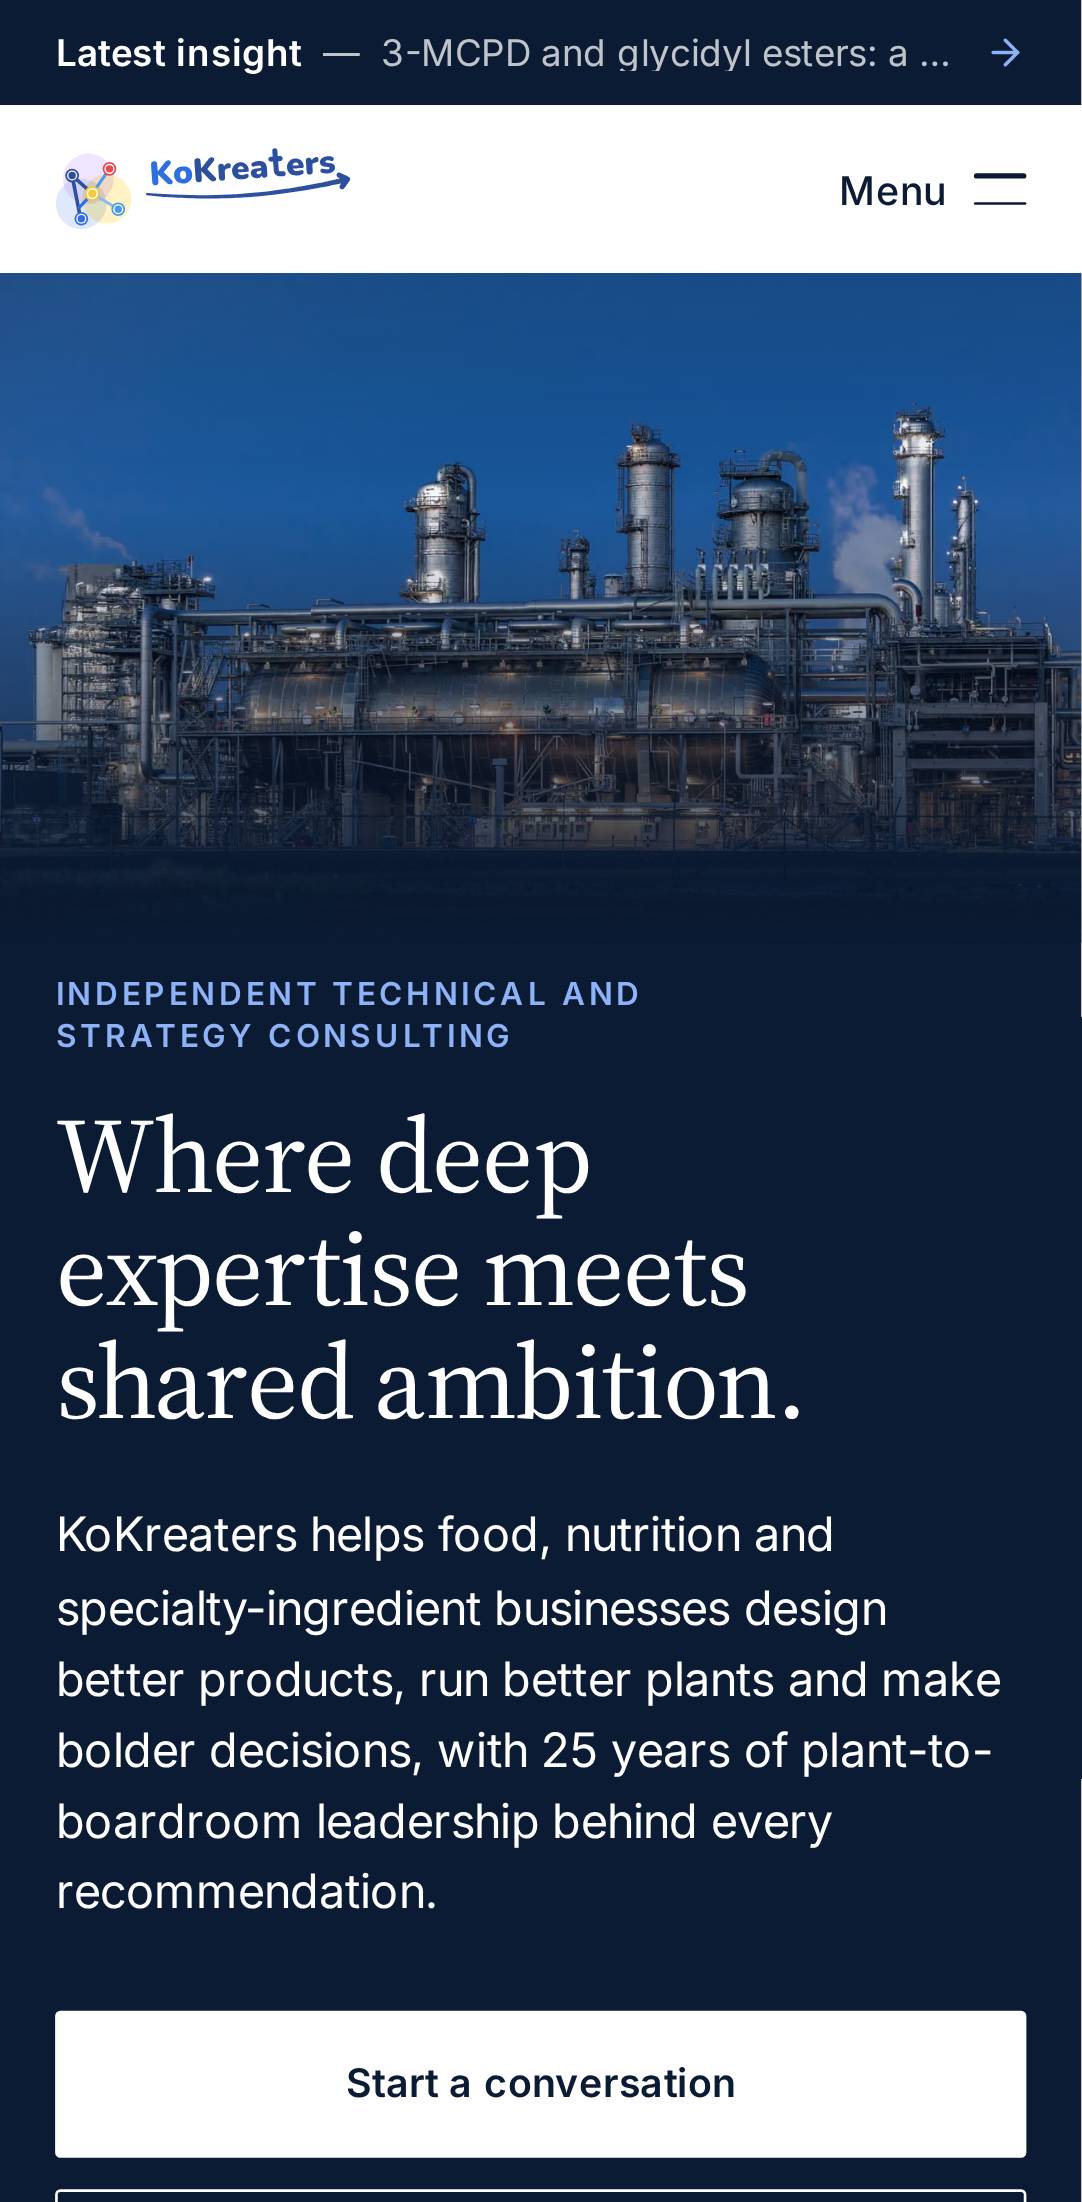 Latest insight — 3-MCPD and glycidyl esters: a ...
KoKreaters
Menu
INDEPENDENT TECHNICAL AND
STRATEGY CONSULTING
Where deep
expertise meets
shared ambition.
KoKreaters helps food, nutrition and
specialty-ingredient businesses design
better products, run better plants and make
bolder decisions, with 25 years of plant-to-
boardroom leadership behind every
recommendation.
Start a conversation